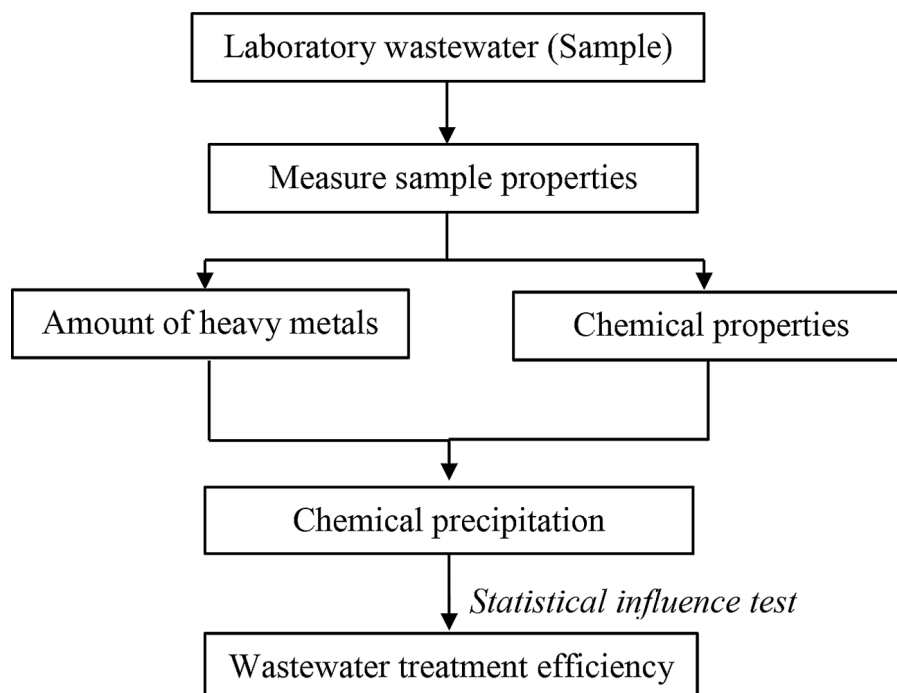 Laboratory wastewater (Sample)
Measure sample properties
Amount of heavy metals
Chemical properties
Chemical precipitation
Statistical influence test
Wastewater treatment efficiency